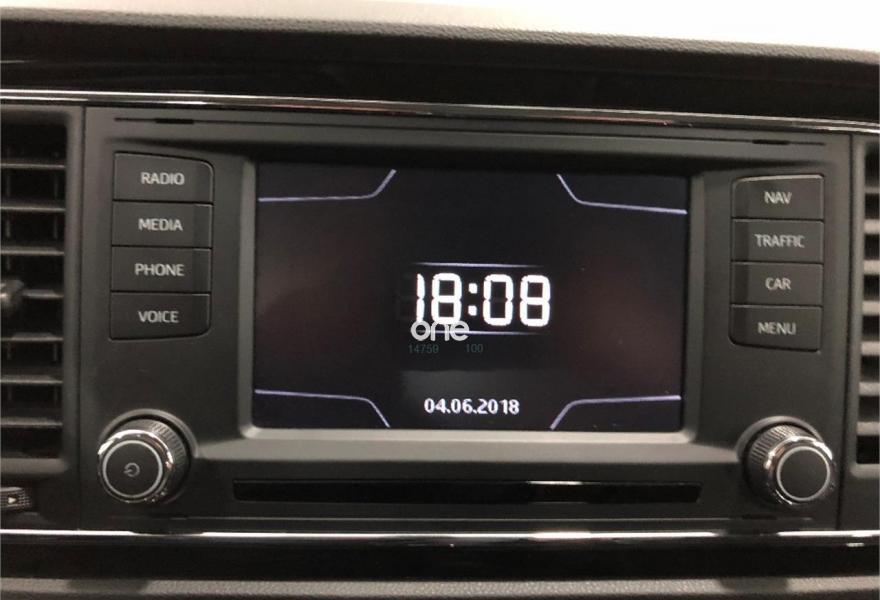 RADIO
MEDIA
PHONE
VOICE
18:08
one
14759 100
04.06.2018
NAV
TRAFFIC
CAR
MENU